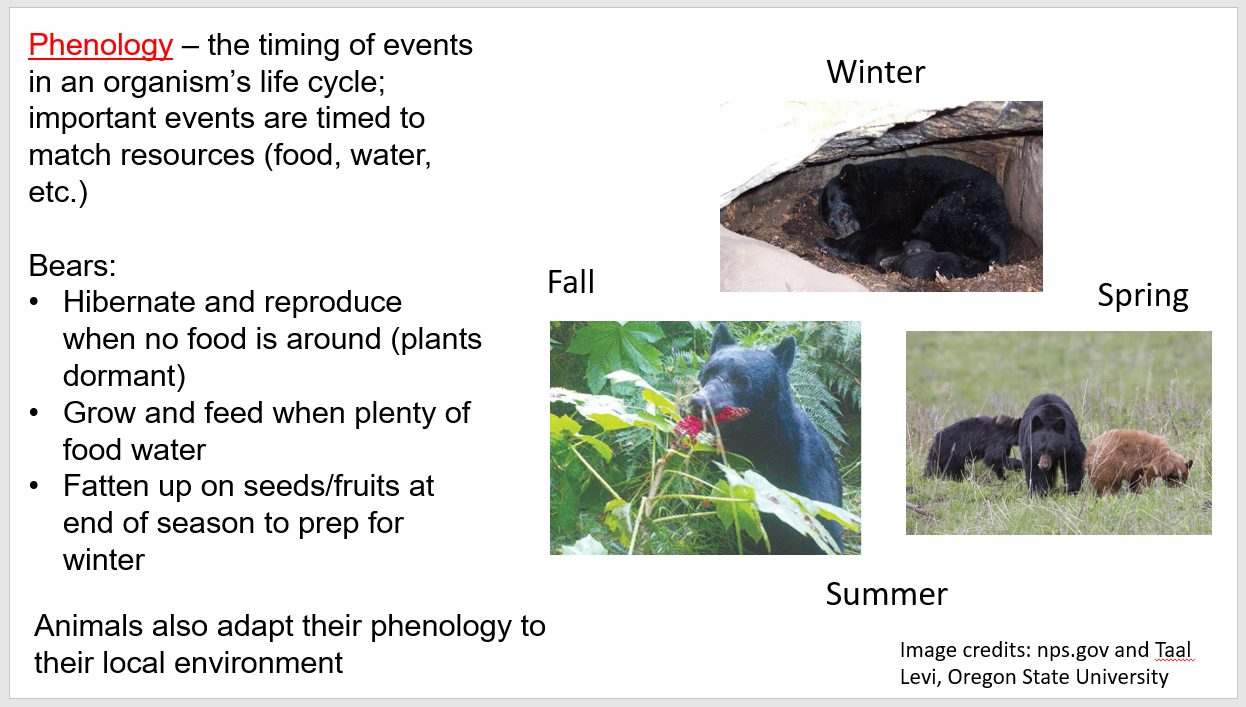 Phenology – the timing of events
in an organism’s life cycle;
important events are timed to
match resources (food, water,
etc.)
Bears:
• Hibernate and reproduce
when no food is around (plants
dormant)
• Grow and feed when plenty of
food water
• Fatten up on seeds/fruits at
end of season to prep for
winter
Animals also adapt their phenology to
their local environment
Winter
Fall
Spring
Summer
Image credits: nps.gov and Taal
Levi, Oregon State University